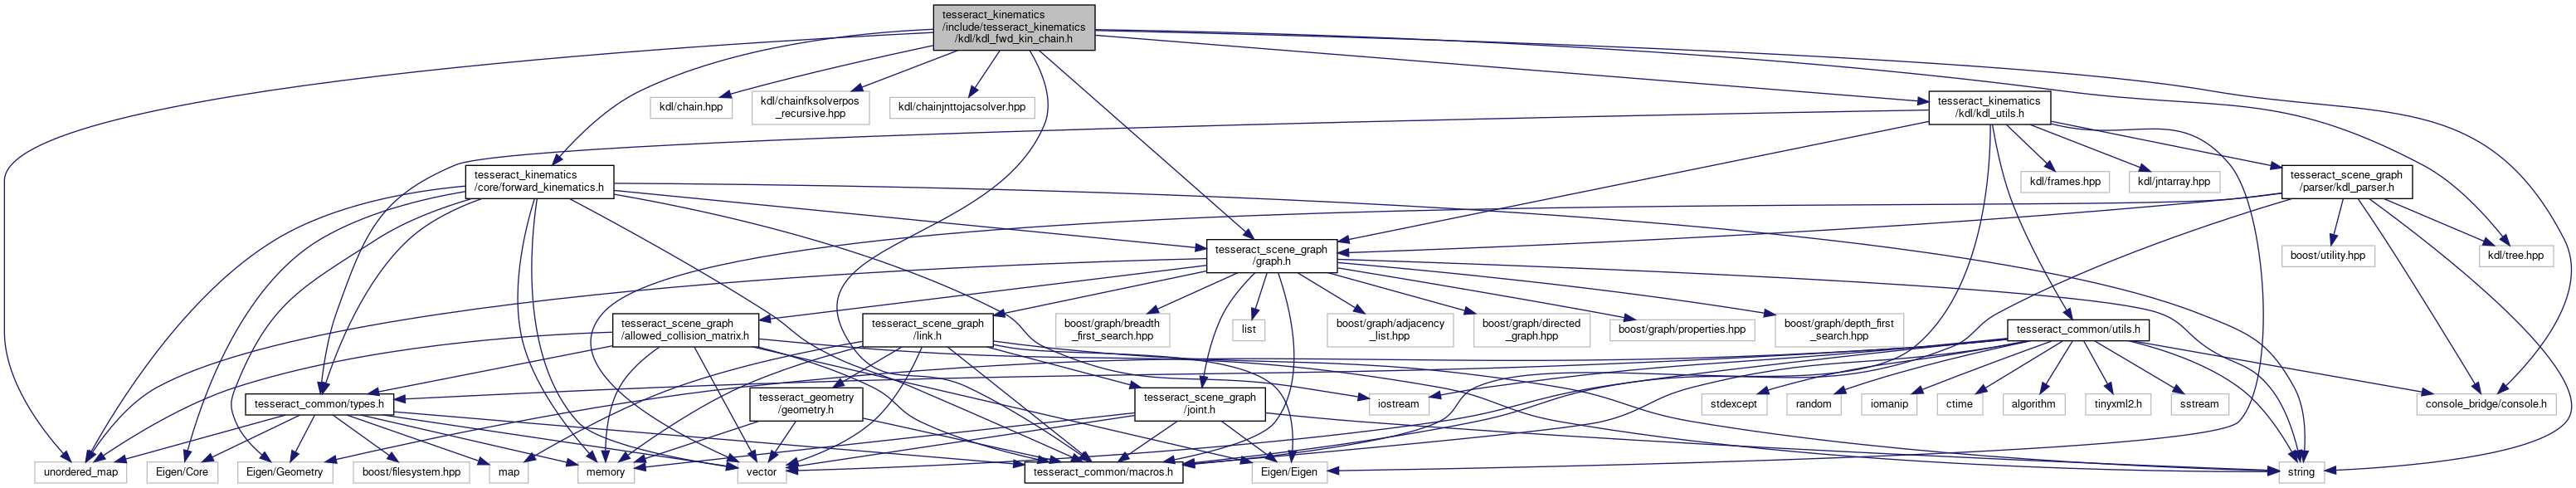 tesseract_kinematics
/include/tesseract_kinematics
/kdl/kdl_fwd_kin_chain.h
kdl/chain.hpp
kdl/chainfksolverpos
_recursive.hpp
kdl/chainjnttojacsolver.hpp
tesseract_kinematics
/kdl/kdl_utils.h
tesseract_kinematics
/core/forward_kinematics.h
kdl/frames.hpp
kdl/jntarray.hpp
tesseract_scene_graph
/parser/kdl_parser.h
tesseract_scene_graph
/graph.h
boost/utility.hpp
kdl/tree.hpp
tesseract_scene_graph
/allowed_collision_matrix.h
tesseract_scene_graph
/link.h
boost/graph/breadth
_first_search.hpp
list
boost/graph/adjacency
_list.hpp
boost/graph/directed
_graph.hpp
boost/graph/properties.hpp
boost/graph/depth_first
_search.hpp
tesseract_common/utils.h
tesseract_common/types.h
tesseract_geometry
/geometry.h
tesseract_scene_graph
/joint.h
iostream
stdexcept
random
iomanip
ctime
algorithm
tinyxml2.h
sstream
console_bridge/console.h
unordered_map
Eigen/Core
Eigen/Geometry
boost/filesystem.hpp
map
memory
vector
tesseract_common/macros.h
Eigen/Eigen
string